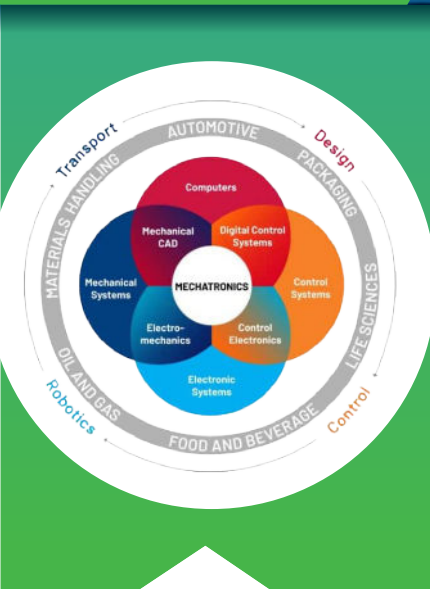 Transport
Design
AUTOMOTIVE
MATERIALS HANDLING
PACKAGING
Computers
Mechanical
CAD
Digital Control
Systems
Mechanical
Systems
MECHATRONICS
Control
Systems
LIFE SCIENCES
Electro-
mechanics
Control
Electronics
Electronic
Systems
OIL AND GAS
FOOD AND BEVERAGE
Robotics
Control